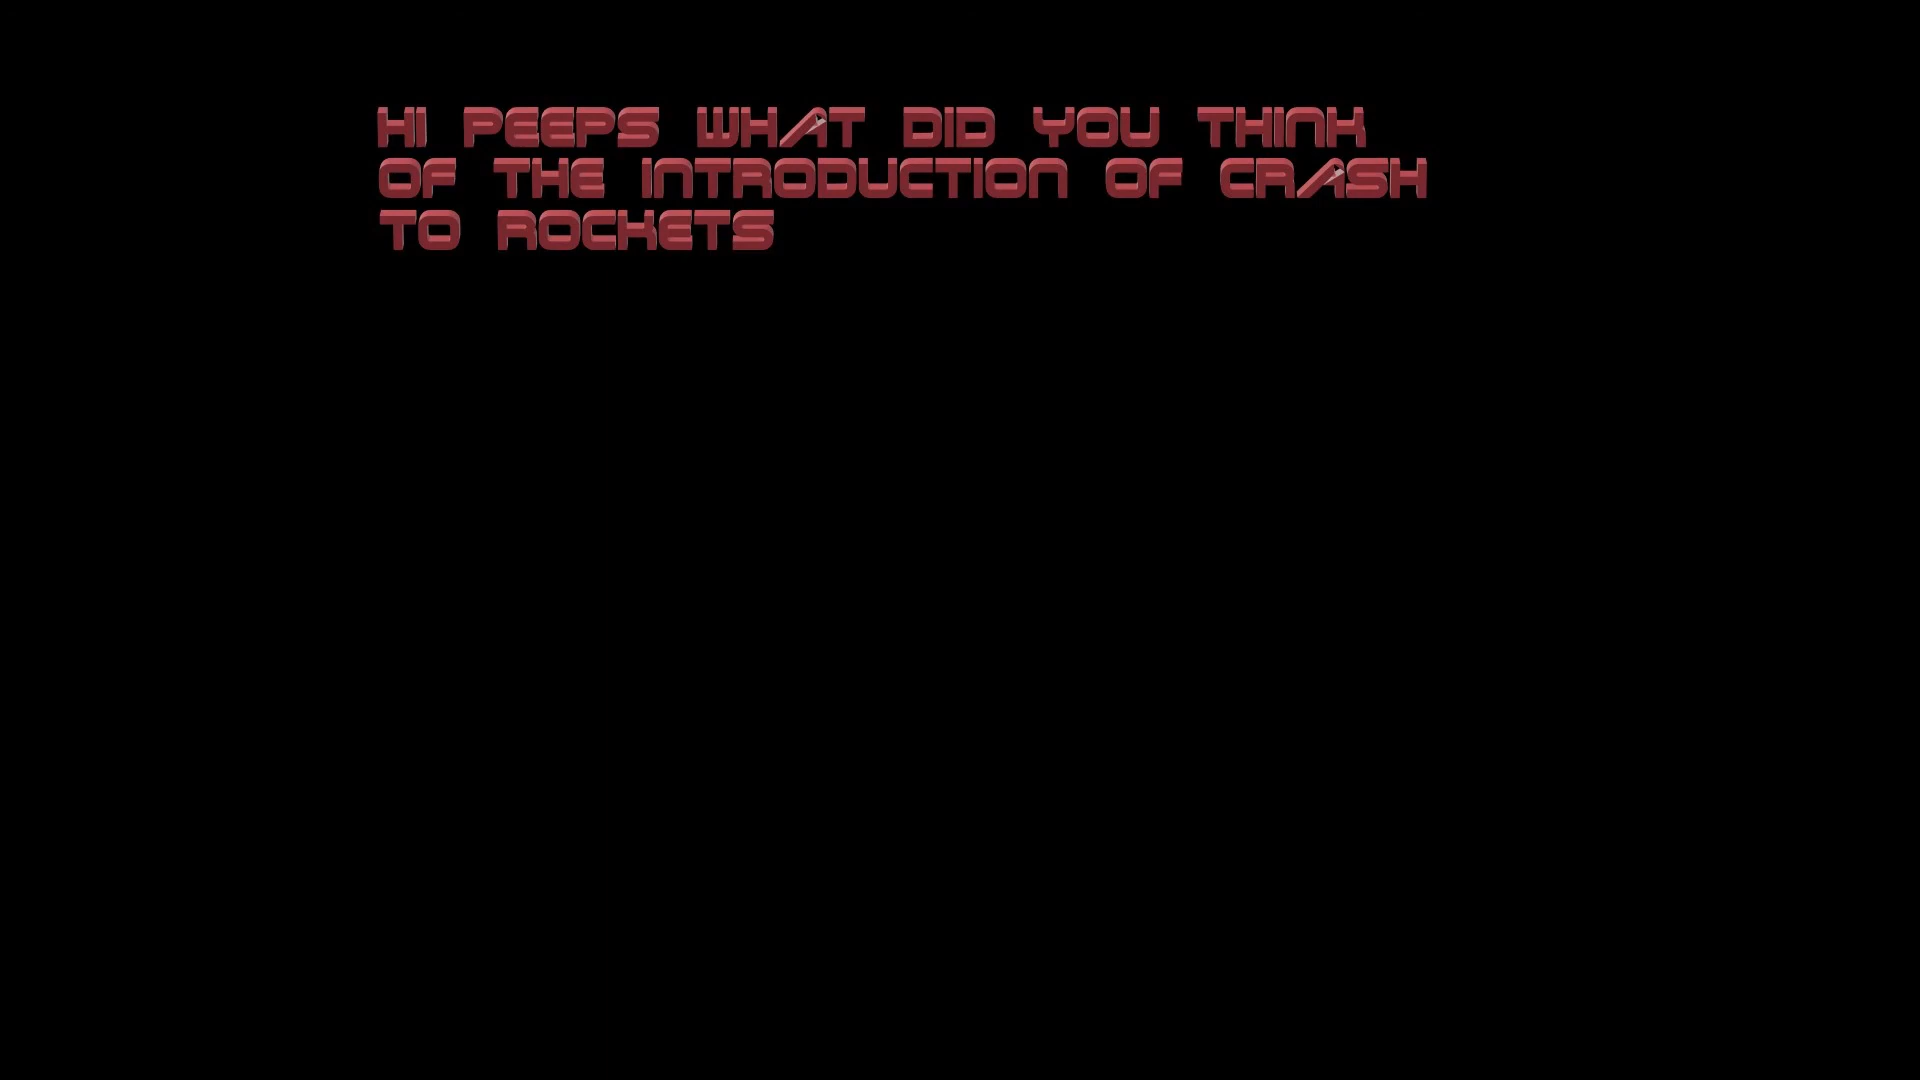 HI PEEPS WHAT DID YOU THINK
OF THE INTRODUCTION OF CRASH
TO ROCKETS